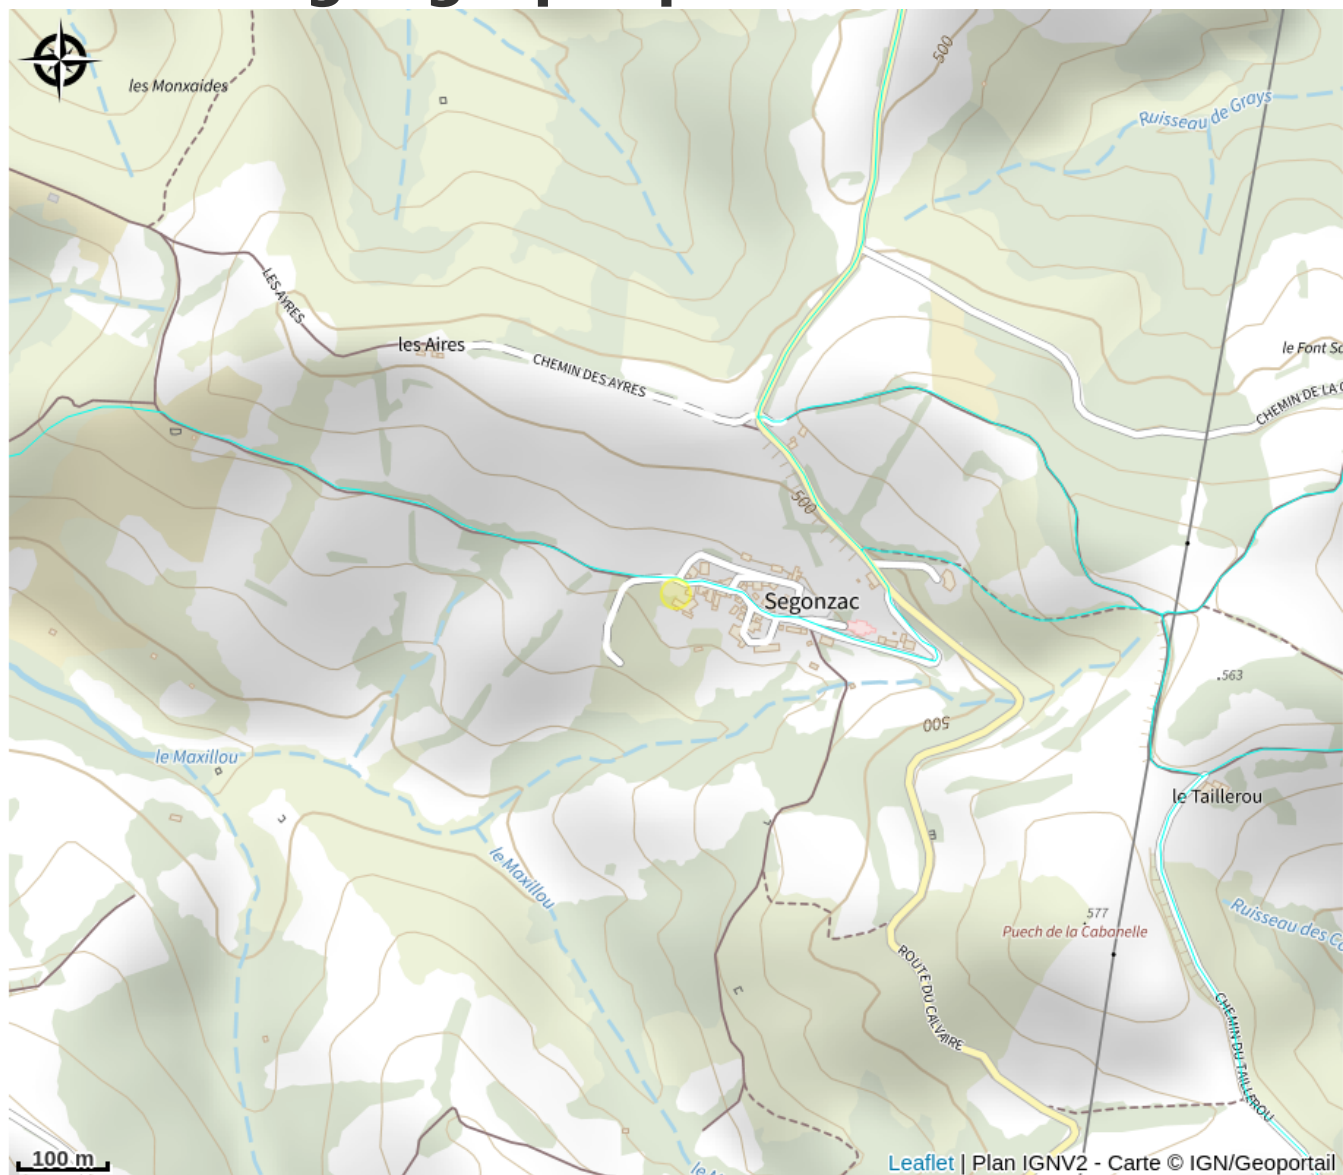 les Monxaides
500
Ruisseau de Grays
LES AYRES
les Aires
CHEMIN DES AYRES
le Font
CHEMIN DE LA
500
Segonzac
563
500
le Maxillou
le Taillerou
le Maxillou
577
Puech de la Cabanelle
Ruisseau des
ROUTE DU CALVAIRE
CHEMIN DU TAILLEROU
100 m
Leaflet | Plan IGNV2 - Carte © IGN/Geoportail